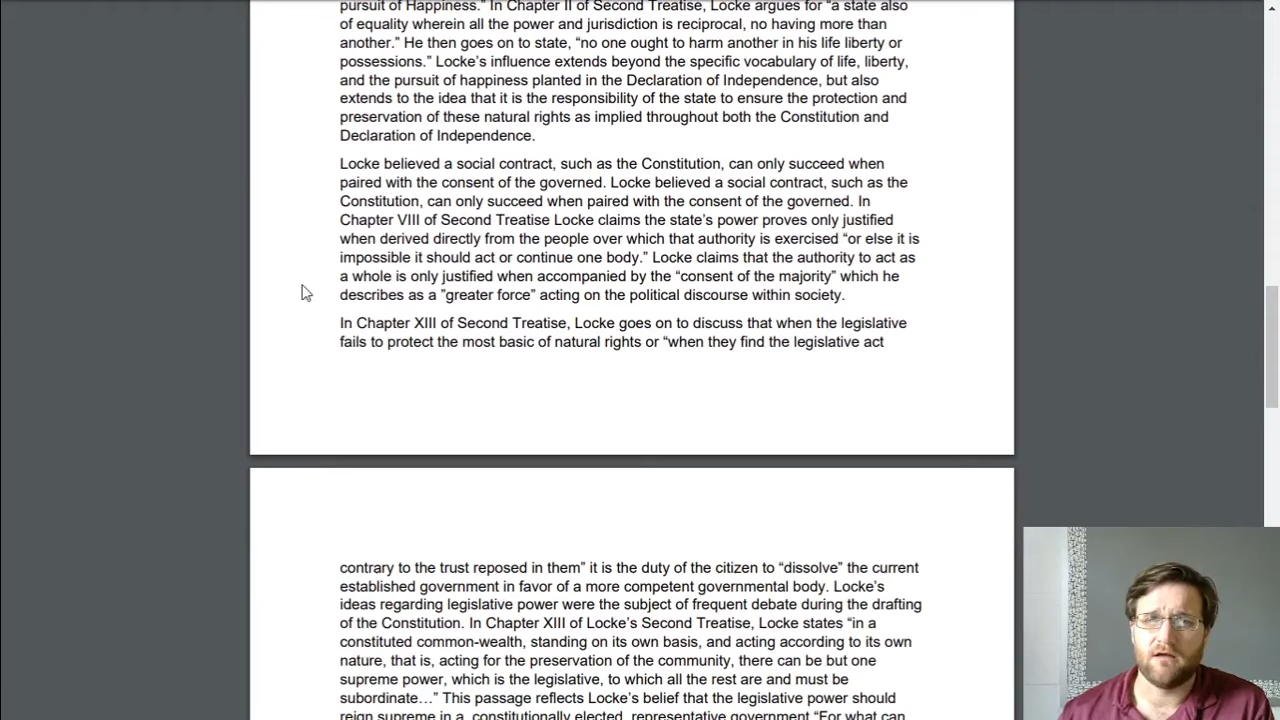 pursuit of Happiness." In Chapter II of Second Treatise, Locke argues for “a state also
of equality wherein all the power and jurisdiction is reciprocal, no having more than
another.” He then goes on to state, “no one ought to harm another in his life liberty or
possessions.” Locke’s influence extends beyond the specific vocabulary of life, liberty,
and the pursuit of happiness planted in the Declaration of Independence, but also
extends to the idea that it is the responsibility of the state to ensure the protection and
preservation of these natural rights as implied throughout both the Constitution and
Declaration of Independence.
Locke believed a social contract, such as the Constitution, can only succeed when
paired with the consent of the governed. Locke believed a social contract, such as the
Constitution, can only succeed when paired with the consent of the governed. In
Chapter VIII of Second Treatise Locke claims the state’s power proves only justified
when derived directly from the people over which that authority is exercised “or else it is
impossible it should act or continue one body.” Locke claims that the authority to act as
a whole is only justified when accompanied by the “consent of the majority” which he
describes as a ”greater force” acting on the political discourse within society.
In Chapter XIII of Second Treatise, Locke goes on to discuss that when the legislative
fails to protect the most basic of natural rights or “when they find the legislative act
contrary to the trust reposed in them” it is the duty of the citizen to “dissolve” the current
established government in favor of a more competent governmental body. Locke’s
ideas regarding legislative power were the subject of frequent debate during the drafting
of the Constitution. In Chapter XIII of Locke’s Second Treatise, Locke states “in a
constituted common-wealth, standing on its own basis, and acting according to its own
nature, that is, acting for the preservation of the community, there can be but one
supreme power, which is the legislative, to which all the rest are and must be
subordinate…” This passage reflects Locke’s belief that the legislative power should
reign supreme in a constitutionally elected, representative government “For what can